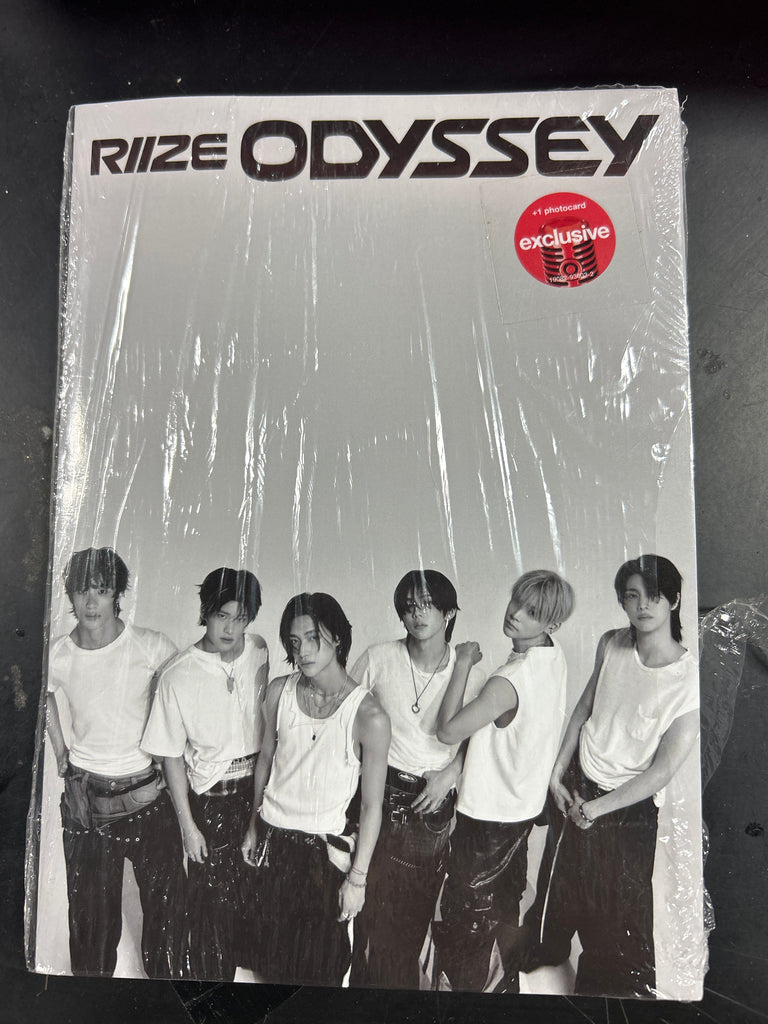 RIIZE ODYSSEY
+1 photocard
exclusive